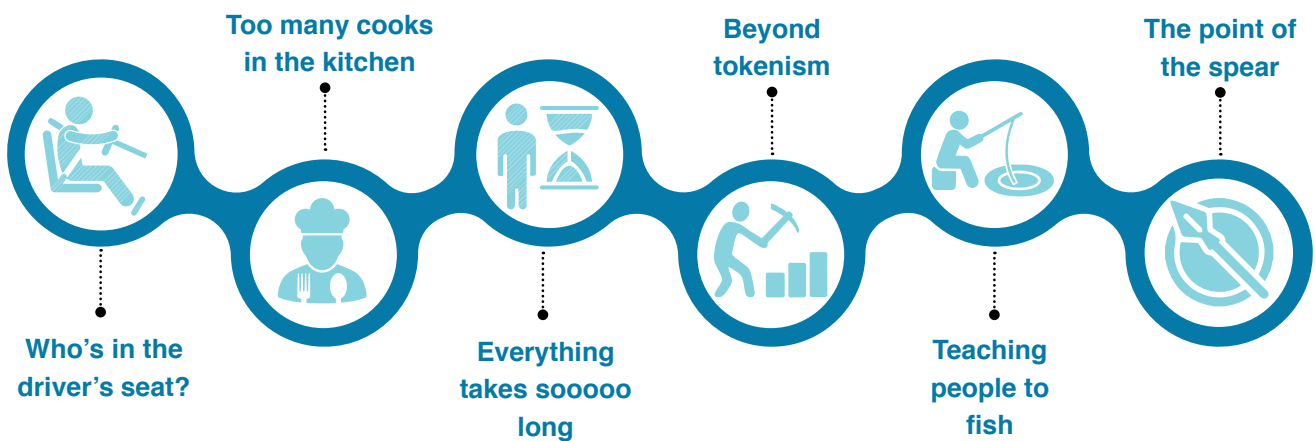 Who’s in the
driver’s seat?
Too many cooks
in the kitchen
Everything
takes sooooo
long
Beyond
tokenism
Teaching
people to
fish
The point of
the spear